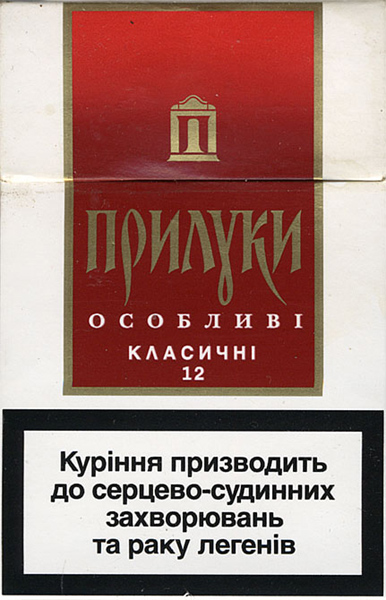 ПРИЛУКИ
ОСОБЛИВІ
КЛАСИЧНІ
12
Куріння призводить
до серцево-судинних
захворювань
та раку легенів